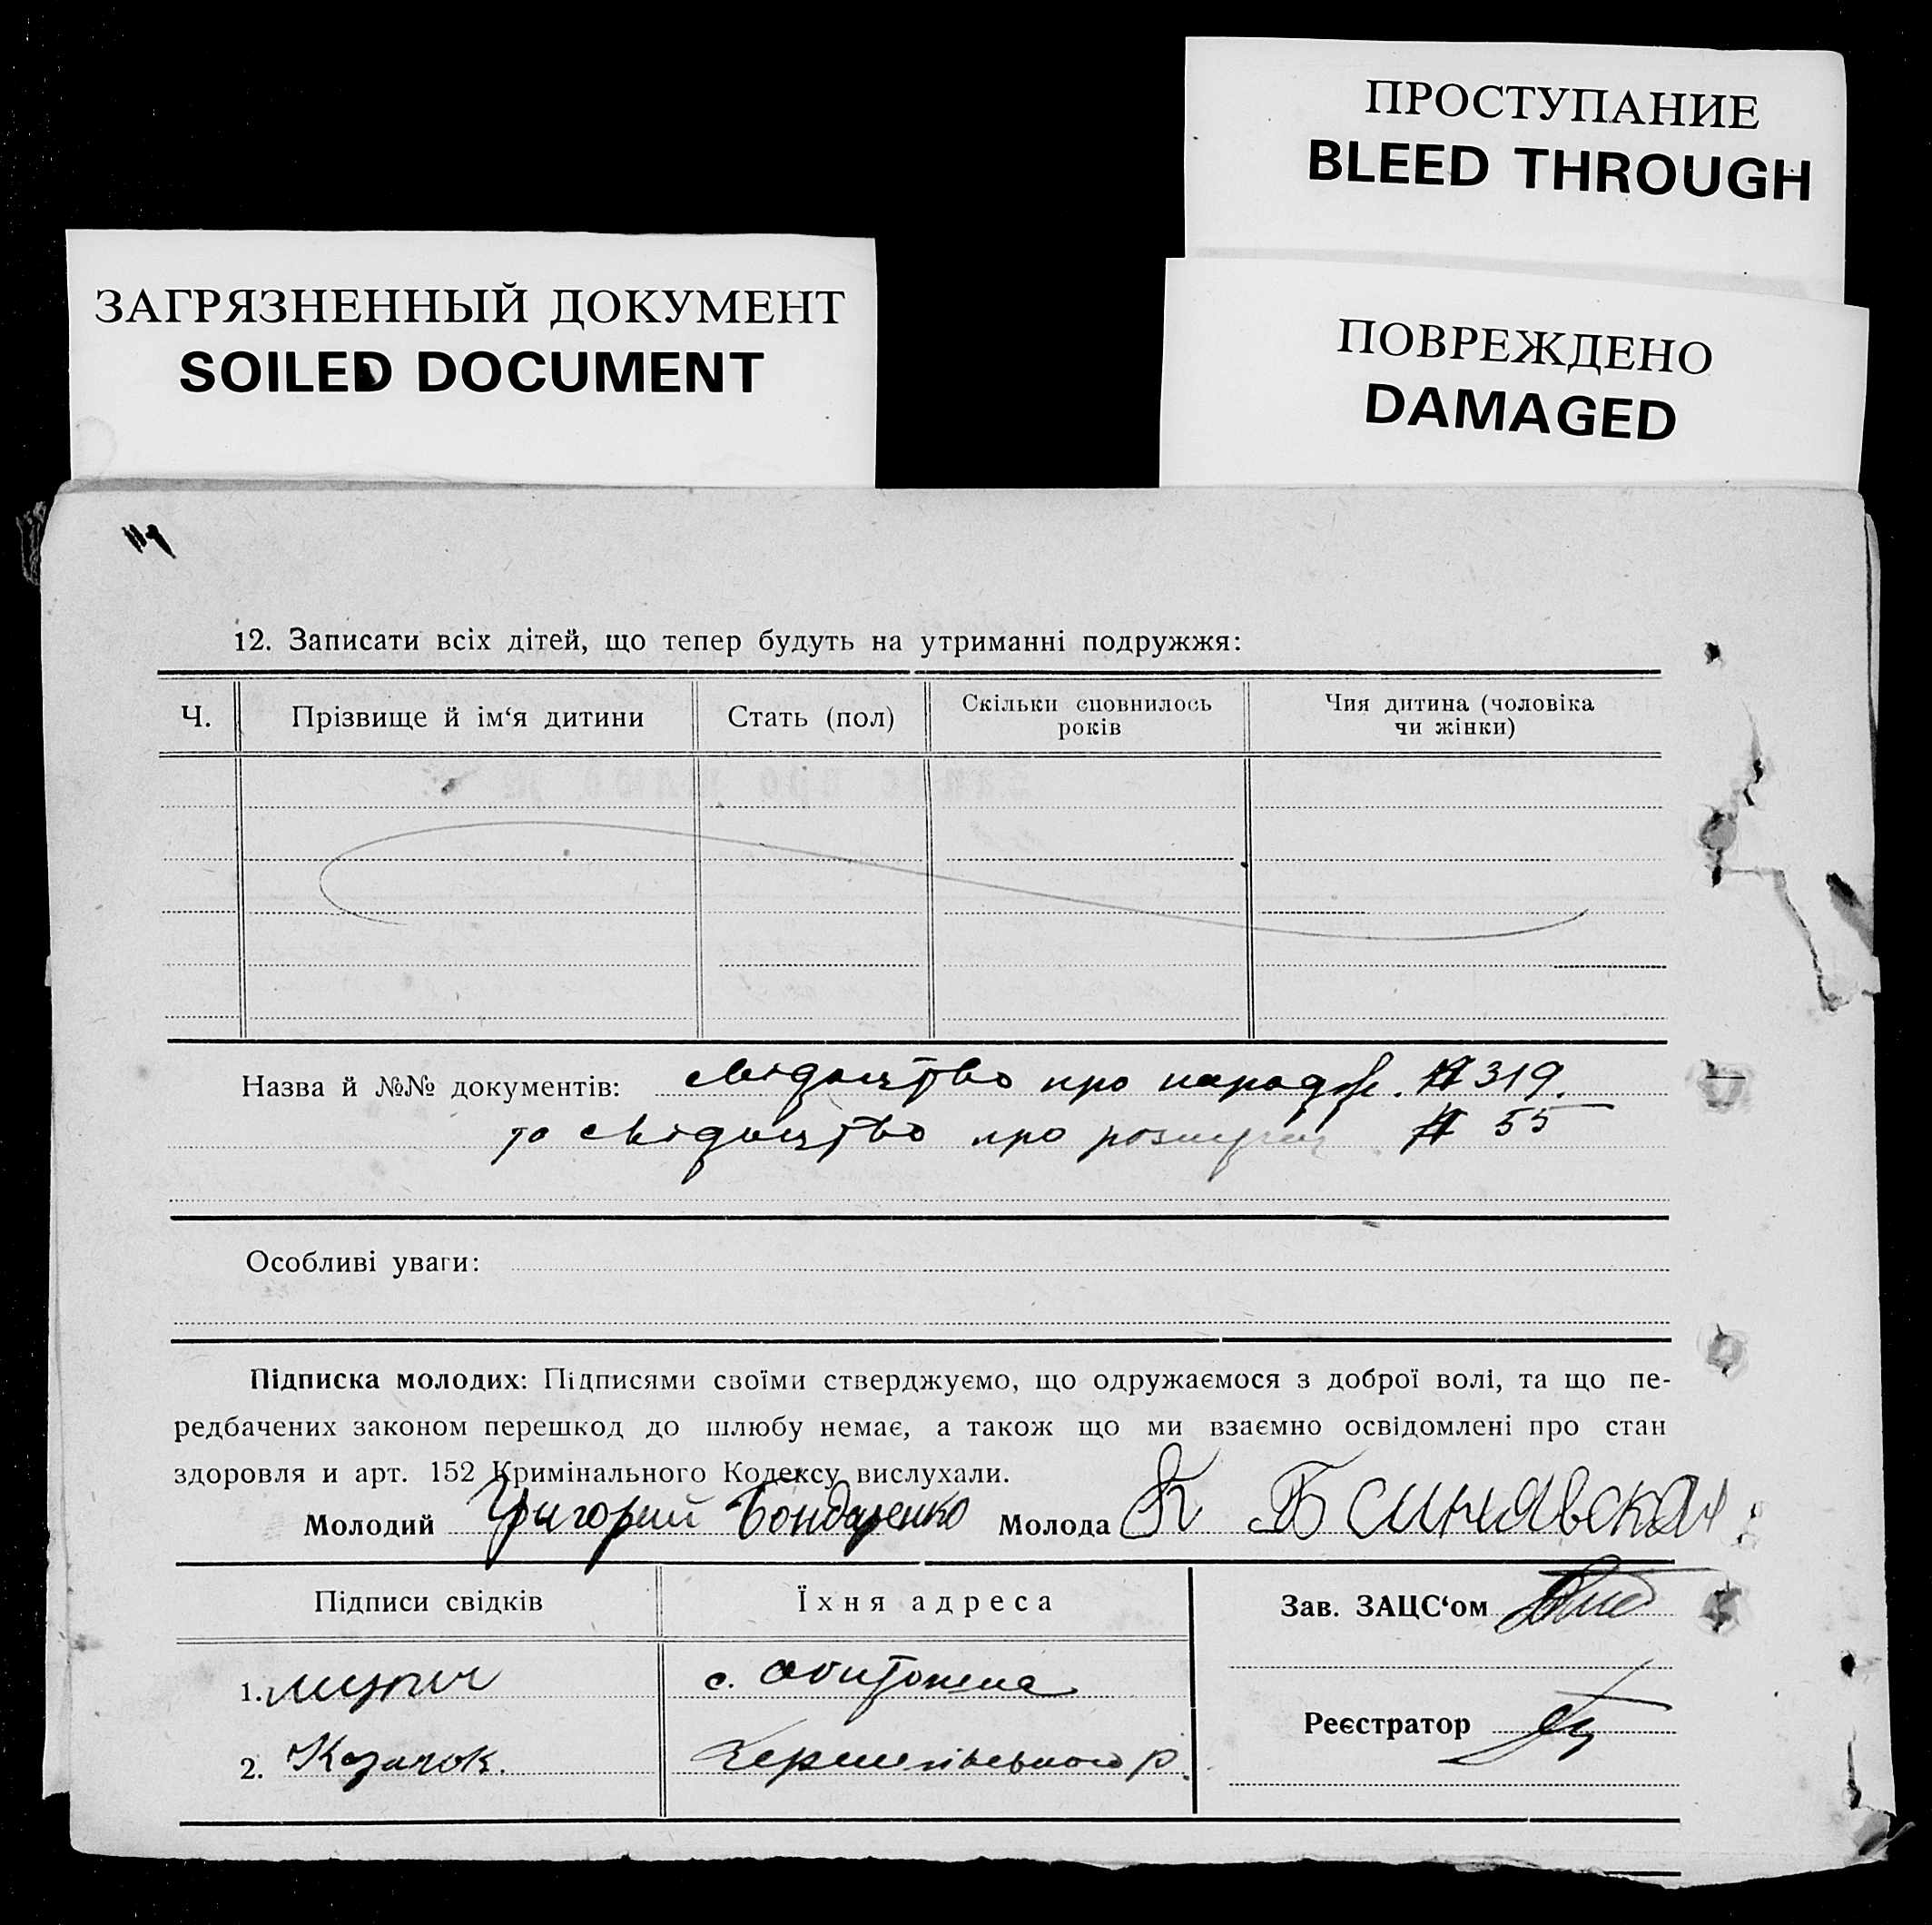 ПРОСТУПАНИЕ
BLEED THROUGH
ЗАГРЯЗНЕННЫЙ ДОКУМЕНТ
SOILED DOCUMENT
ПОВРЕЖДЕНО
DAMAGED
12. Записати всіх дітей, що тепер будуть на утриманні подружжя:
Ч. Прізвище й ім‘я дитини Стать (пол) Скільки сповнилось років Чия дитина (чоловіка чи жінки)
Назва й №№ документів: свідоцтво про народж. № 319.
то свідоцтво про № 55
Особливі уваги:
Підписка молодих: Підписями своїми стверджуємо, що одружаємося з доброї волі, та що пе-
редбачених законом перешкод до шлюбу немає, а також що ми взаємно освідомлені про стан
здоровля и арт. 152 Кримінального Кодексу вислухали.
Молодий Григорий Бондаренко Молода К Б
Підписи свідків Їхня адреса Зав. ЗАЦС‘ом
1. с.
2. Козачок. р.
Реєстратор